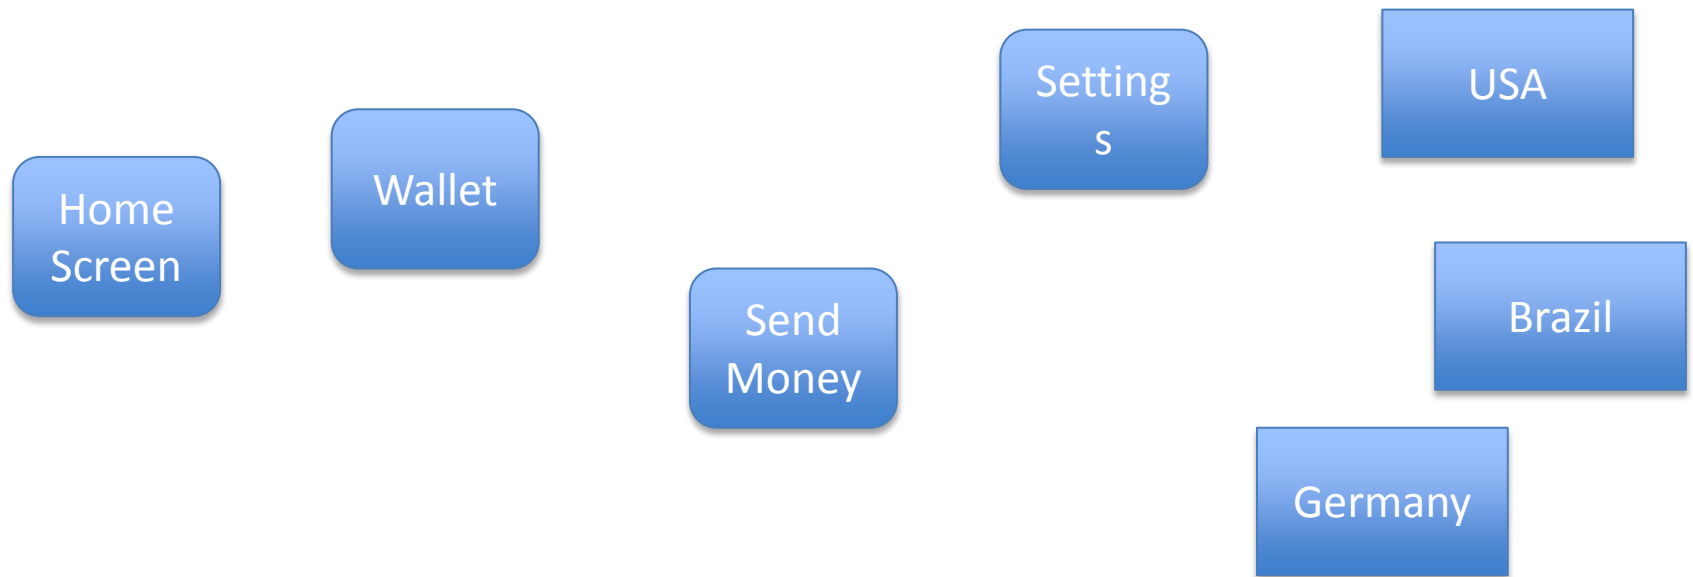 Home
Screen
Wallet
Send
Money
Setting
s
USA
Brazil
Germany